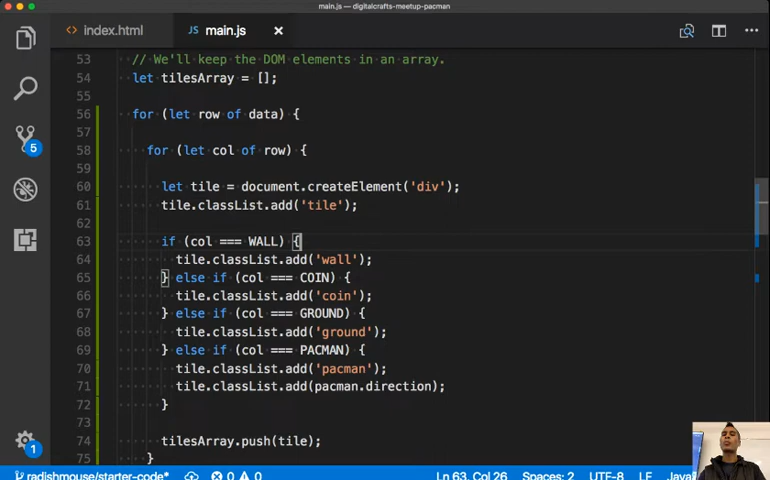 main.js — digitalcrafts-meetup-pacman
<> index.html
JS main.js ×
53 // We'll keep the DOM elements in an array.
54 let tilesArray = [];
55
56 for (let row of data) {
57
58 for (let col of row) {
59
60 let tile = document.createElement('div');
61 tile.classList.add('tile');
62
63 if (col === WALL) {
64 tile.classList.add('wall');
65 } else if (col === COIN) {
66 tile.classList.add('coin');
67 } else if (col === GROUND) {
68 tile.classList.add('ground');
69 } else if (col === PACMAN) {
70 tile.classList.add('pacman');
71 tile.classList.add(pacman.direction);
72 }
73
74 tilesArray.push(tile);
75 }
5
1
radishmouse/starter-code* 0 0 Ln 63, Col 26 Spaces: 2 UTF-8 LF